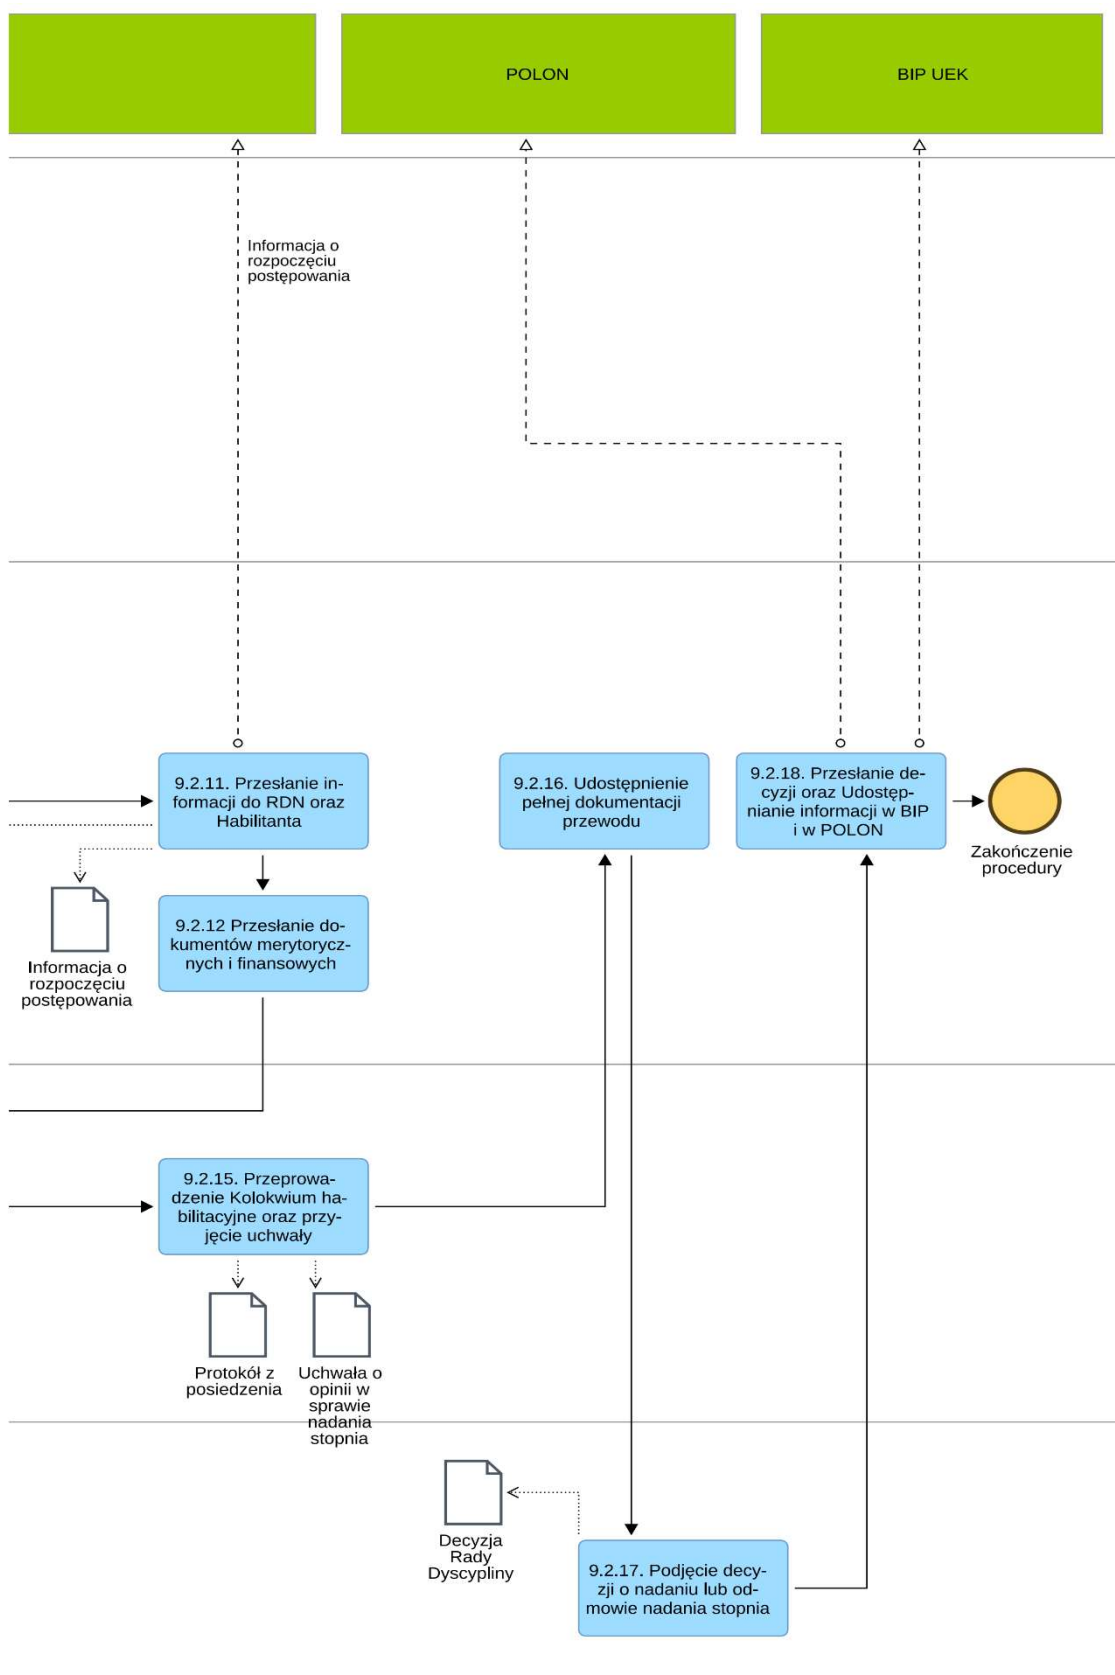 POLON
BIP UEK
Informacja o
rozpoczęciu
postępowania
9.2.11. Przesłanie in-
formacji do RDN oraz
Habilitanta
9.2.16. Udostępnienie
pełnej dokumentacji
przewodu
9.2.18. Przesłanie de-
cyzji oraz Udostęp-
nianie informacji w BIP
i w POLON
Zakończenie
procedury
Informacja o
rozpoczęciu
postępowania
9.2.12 Przesłanie do-
kumentów merytorycz-
nych i finansowych
9.2.15. Przeprowa-
dzenie Kolokwium ha-
bilitacyjne oraz przy-
jęcie uchwały
Protokół z
posiedzenia
Uchwała o
opinii w
sprawie
nadania
stopnia
Decyzja
Rady
Dyscypliny
9.2.17. Podjęcie decy-
zji o nadaniu lub od-
mowie nadania stopnia